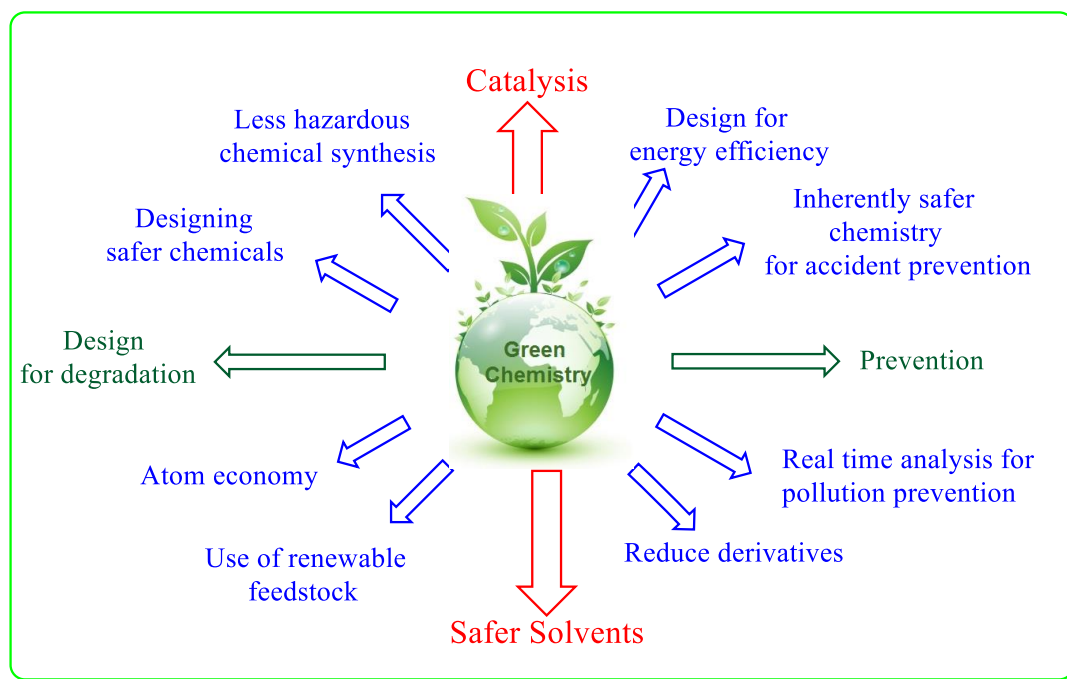 Catalysis
Less hazardous
chemical synthesis
Design for
energy efficiency
Designing
safer chemicals
Inherently safer
chemistry
for accident prevention
Design
for degradation
Green
Chemistry
Prevention
Atom economy
Real time analysis for
pollution prevention
Use of renewable
feedstock
Reduce derivatives
Safer Solvents